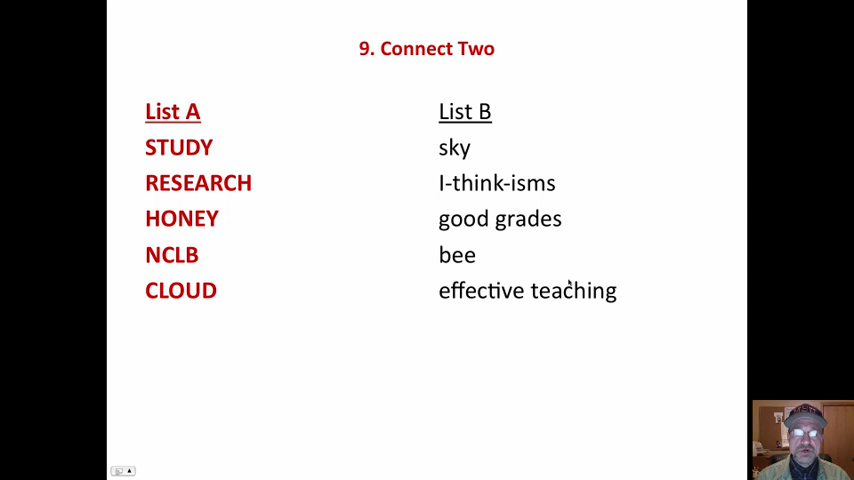 9. Connect Two
List A
List B
STUDY
sky
RESEARCH
I-think-isms
HONEY
good grades
NCLB
bee
CLOUD
effective teaching